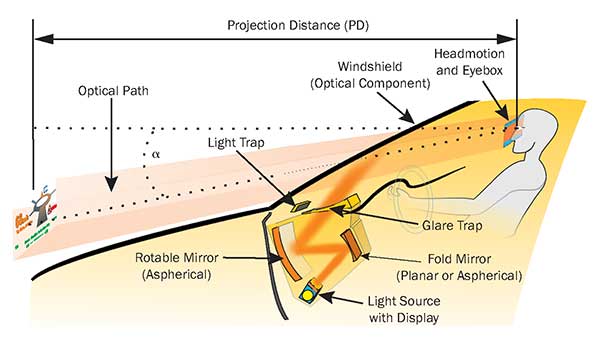 Projection Distance (PD)
Headmotion
and Eyebox
Windshield
(Optical Component)
Optical Path
α
Light Trap
Glare Trap
Rotable Mirror
(Aspherical)
Fold Mirror
(Planar or Aspherical)
Light Source
with Display